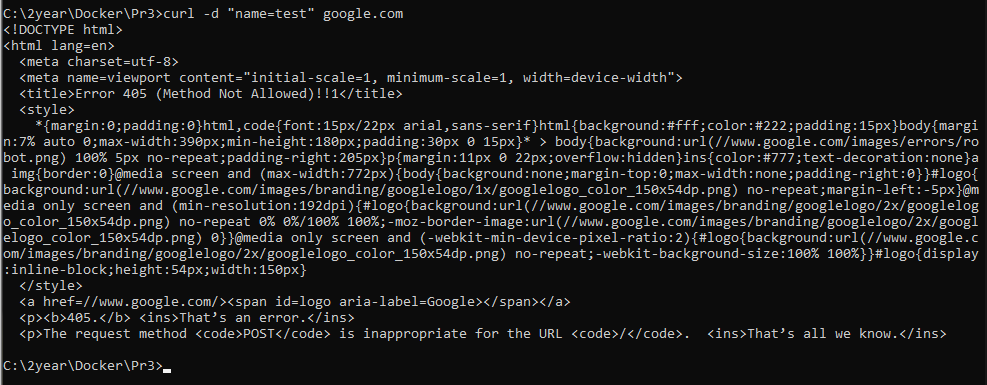 C:\2year\Docker\Pr3>curl -d "name=test" google.com
<!DOCTYPE html>
<html lang=en>
  <meta charset=utf-8>
  <meta name=viewport content="initial-scale=1, minimum-scale=1, width=device-width">
  <title>Error 405 (Method Not Allowed)!!1</title>
  <style>
    *{margin:0;padding:0}html,code{font:15px/22px arial,sans-serif}html{background:#fff;color:#222;padding:15px}body{margi
n:7% auto 0;max-width:390px;min-height:180px;padding:30px 0 15px}* > body{background:url(//www.google.com/images/errors/ro
bot.png) 100% 5px no-repeat;padding-right:205px}p{margin:11px 0 22px;overflow:hidden}ins{color:#777;text-decoration:none}a
 img{border:0}@media screen and (max-width:772px){body{background:none;margin-top:0;max-width:none;padding-right:0}}#logo{
background:url(//www.google.com/images/branding/googlelogo/1x/googlelogo_color_150x54dp.png) no-repeat;margin-left:-5px}@m
edia only screen and (min-resolution:192dpi){#logo{background:url(//www.google.com/images/branding/googlelogo/2x/googlelog
o_color_150x54dp.png) no-repeat 0% 0%/100% 100%;-moz-border-image:url(//www.google.com/images/branding/googlelogo/2x/googl
elogo_color_150x54dp.png) 0}}@media only screen and (-webkit-min-device-pixel-ratio:2){#logo{background:url(//www.google.c
om/images/branding/googlelogo/2x/googlelogo_color_150x54dp.png) no-repeat;-webkit-background-size:100% 100%}}#logo{display
:inline-block;height:54px;width:150px}
  </style>
  <a href=//www.google.com/><span id=logo aria-label=Google></span></a>
  <p><b>405.</b> <ins>That’s an error.</ins>
  <p>The request method <code>POST</code> is inappropriate for the URL <code>/</code>.  <ins>That’s all we know.</ins>
C:\2year\Docker\Pr3>